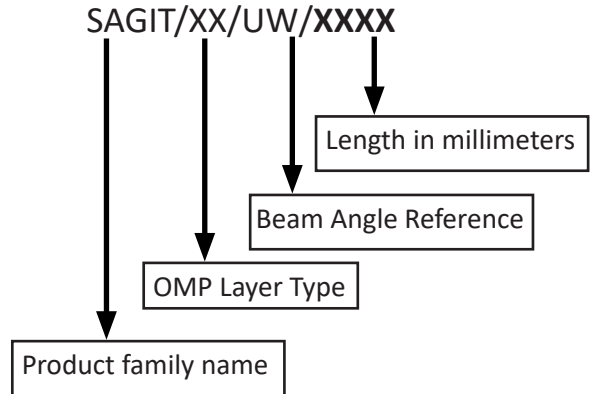 SAGIT/XX/UW/XXXX
Length in millimeters
Beam Angle Reference
OMP Layer Type
Product family name